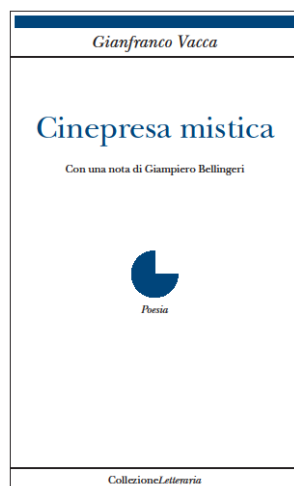 Gianfranco Vacca
Cinepresa mistica
Con una nota di Giampiero Bellingeri
Poesia
CollezioneLetteraria